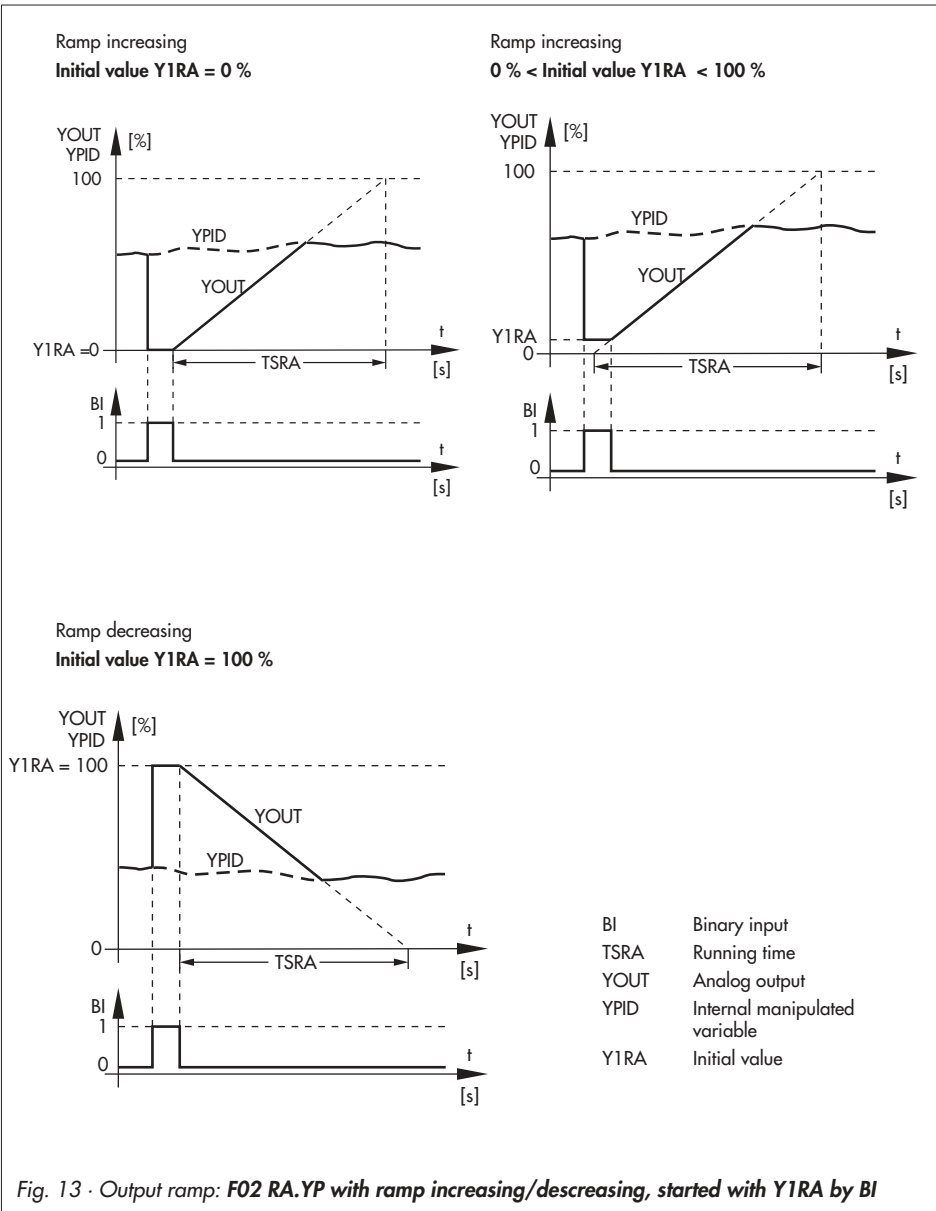 Ramp increasing
Initial value Y1RA = 0 %
YOUT
YPID
[%]
100
YPID
YOUT
Y1RA =0
TSRA
t
[s]
BI
1
0
t
[s]
Ramp increasing
0 % < Initial value Y1RA < 100 %
YOUT
YPID
[%]
100
YPID
YOUT
Y1RA
0
TSRA
t
[s]
BI
1
0
t
[s]
Ramp decreasing
Initial value Y1RA = 100 %
YOUT
YPID
[%]
Y1RA = 100
YOUT
YPID
0
TSRA
t
[s]
BI
1
0
t
[s]
BI Binary input
TSRA Running time
YOUT Analog output
YPID Internal manipulated
variable
Y1RA Initial value
Fig. 13 · Output ramp: F02 RA.YP with ramp increasing/descreasing, started with Y1RA by BI